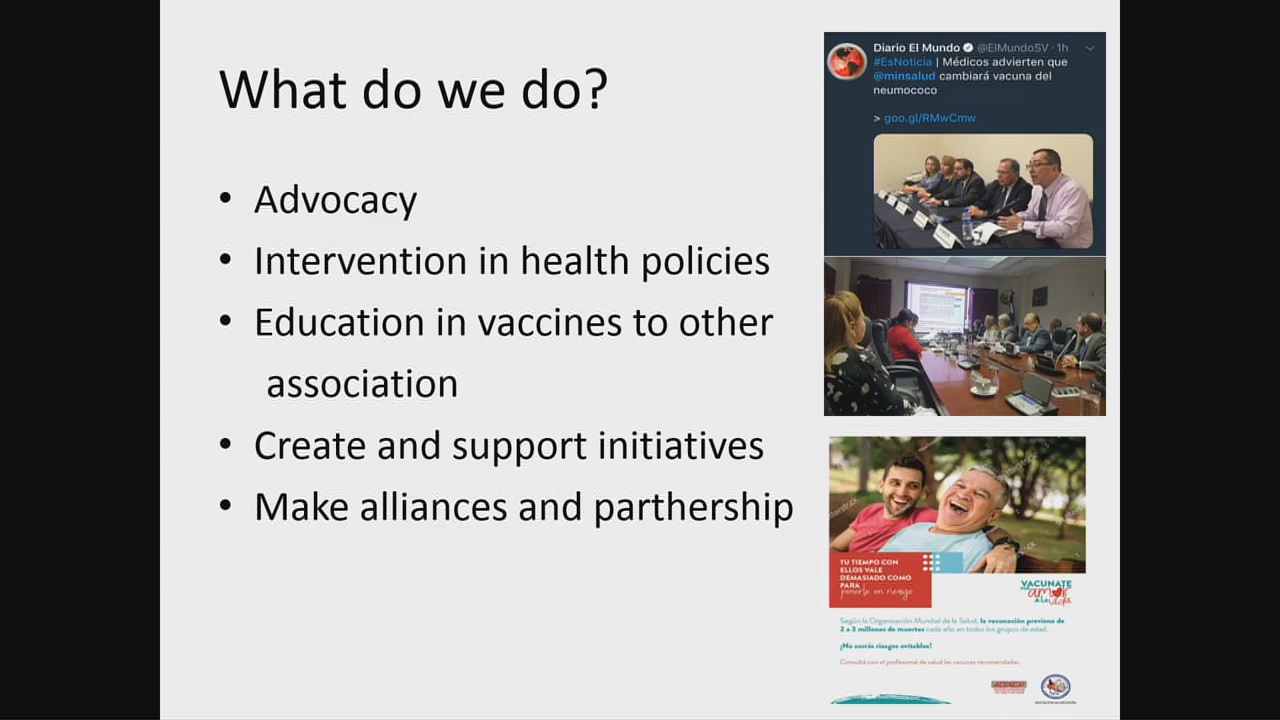 What do we do?
• Advocacy
• Intervention in health policies
• Education in vaccines to other
association
• Create and support initiatives
• Make alliances and parthership
Diario El Mundo @ElMundoSV · 1h
#EsNoticia | Médicos advierten que
@minsalud cambiará vacuna del
neumococo
> goo.gl/RMwCmw
TU TIEMPO CON
ELLOS VALE
DEMASIADO COMO
PARA |
ponerte en riesgo
VACUNATE
POR amor
A LA vida
Según la Organización Mundial de la Salud, la vacunación previene de
2 a 3 millones de muertes cada año en todos los grupos de edad.
¡No corrás riesgos evitables!
Consultá con el profesional de salud las vacunas recomendadas.